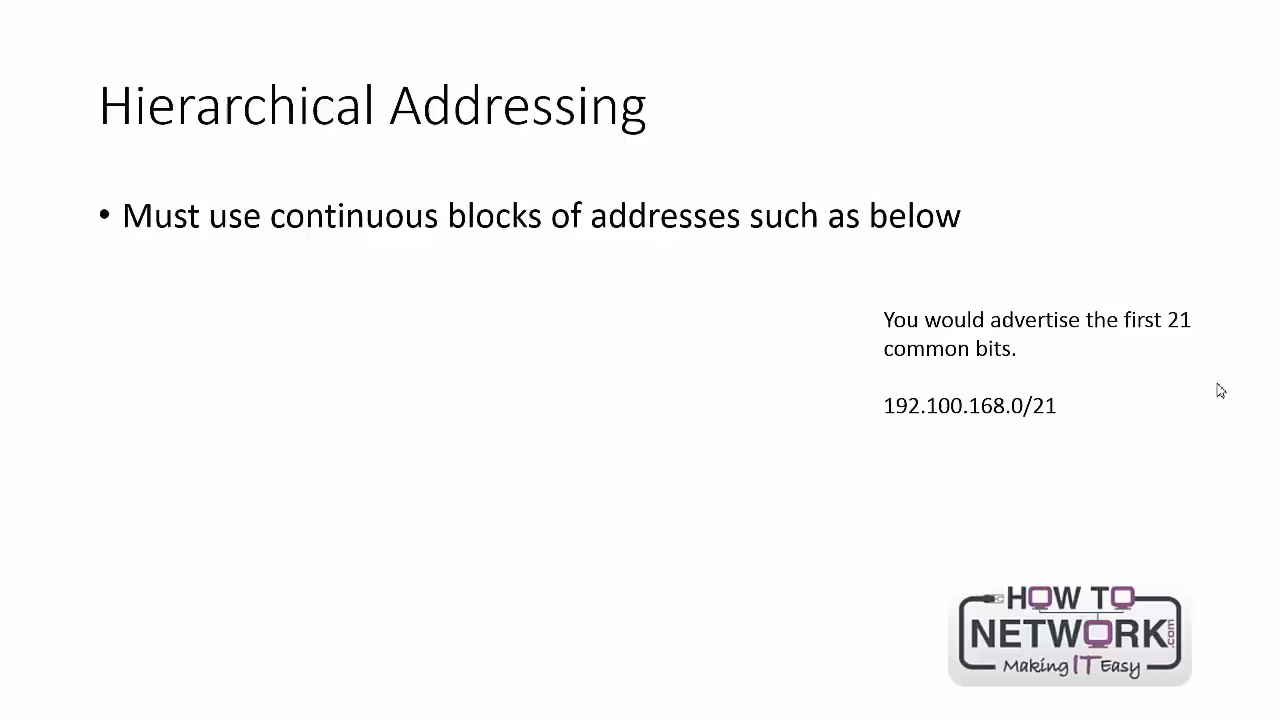 Hierarchical Addressing
• Must use continuous blocks of addresses such as below
You would advertise the first 21
common bits.
192.100.168.0/21
HOW TO
NETWORK.com
Making IT Easy